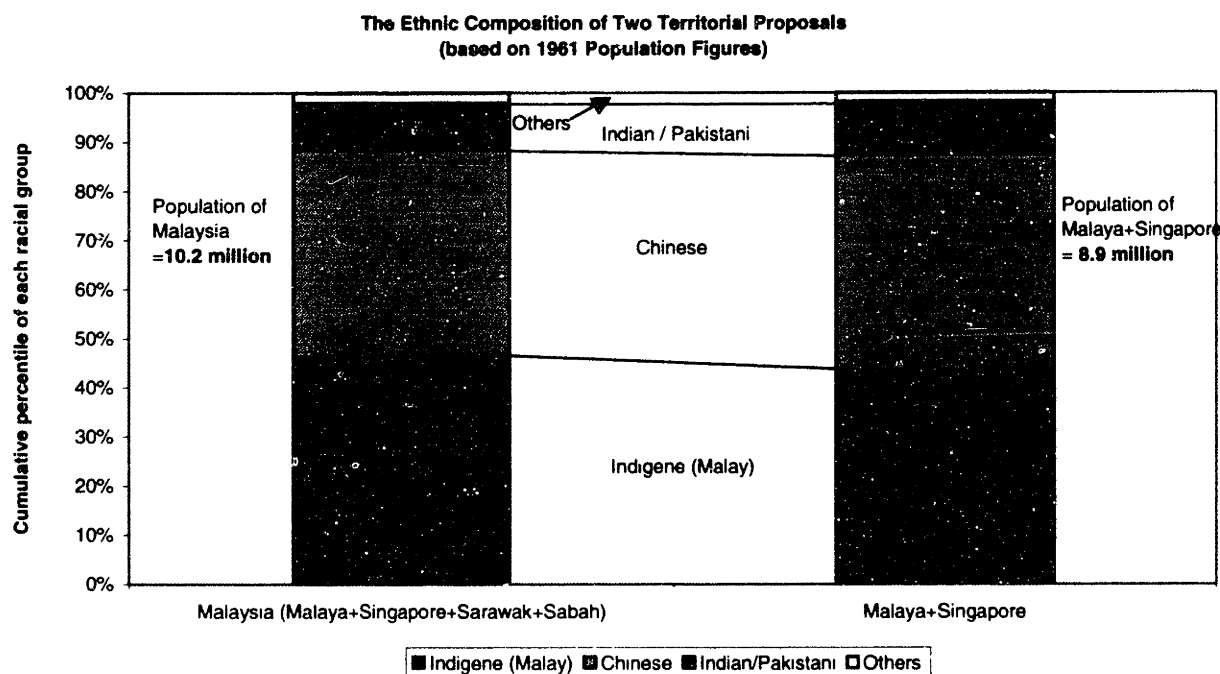 The Ethnic Composition of Two Territorial Proposals
(based on 1961 Population Figures)
Cumulative percentile of each racial group
100%
90%
80%
70%
60%
50%
40%
30%
20%
10%
0%
Population of
Malaysia
=10.2 million
Others
Indian / Pakistani
Chinese
Indigene (Malay)
Population of
Malaya+Singapore
= 8.9 million
Malaysia (Malaya+Singapore+Sarawak+Sabah)
Malaya+Singapore
Indigene (Malay) Chinese Indian/Pakistani Others